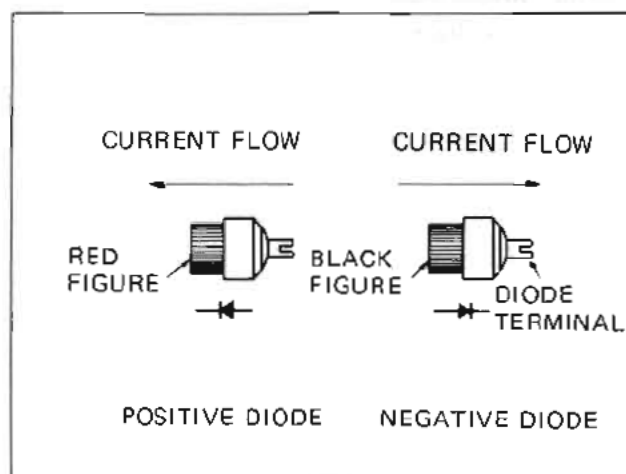 CURRENT FLOW
CURRENT FLOW
RED
FIGURE
BLACK
FIGURE
DIODE
TERMINAL
POSITIVE DIODE
NEGATIVE DIODE